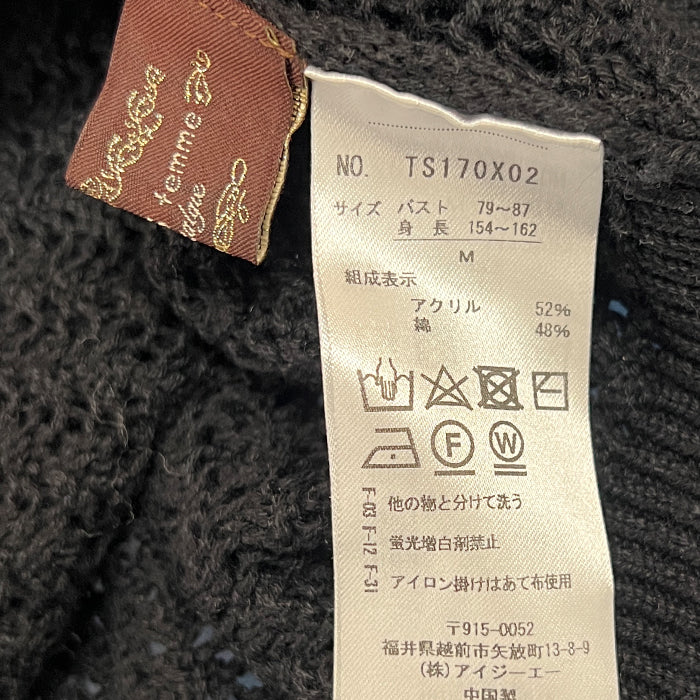 femme
NO. TS170X02
サイズ バスト 79～87
身長 154～162
M
組成表示
アクリル 52%
綿 48%
F
W
F-03 F-12 F-31
他の物と分けて洗う
蛍光増白剤禁止
アイロン掛けはあて布使用
〒915-0052
福井県越前市矢放町13-8-9
(株)アイジーエー
中国製